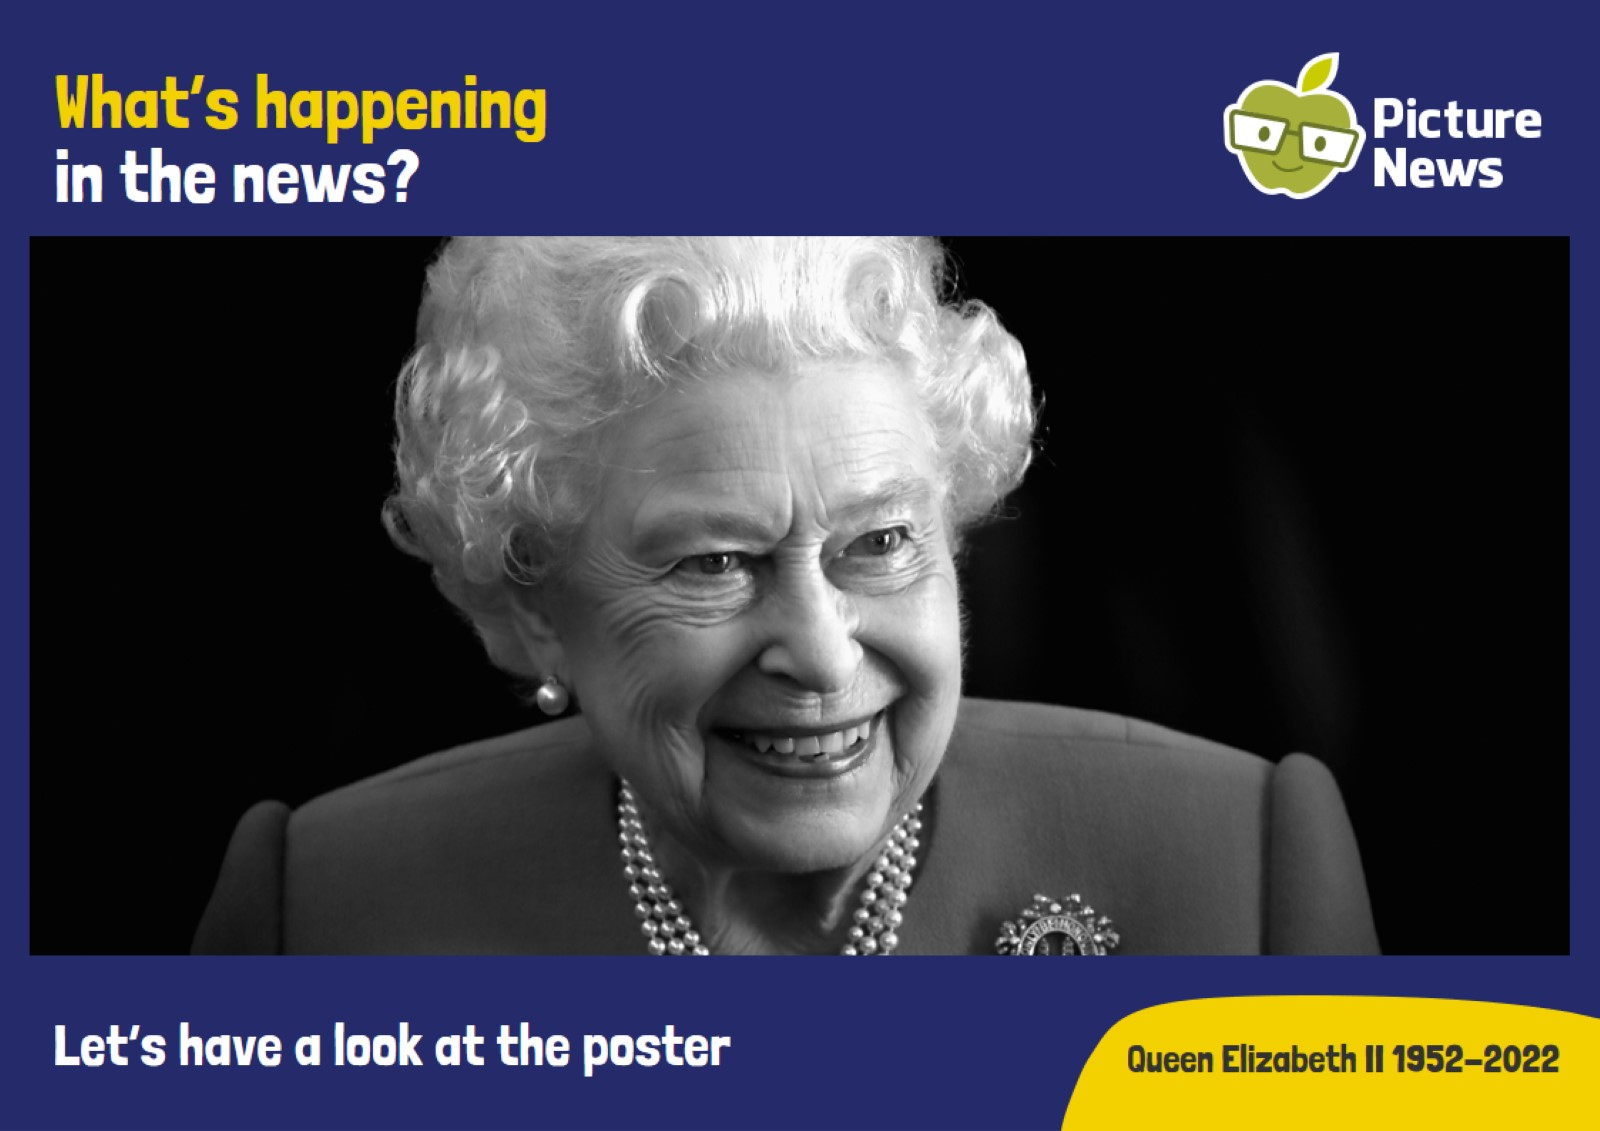 What's happening
in the news?
Picture
News
Let's have a look at the poster
Queen Elizabeth II 1952–2022